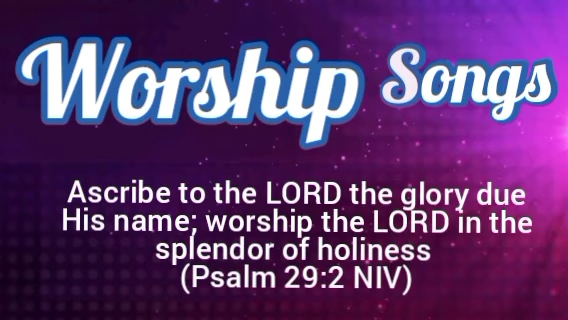 Worship Songs
Ascribe to the LORD the glory due
His name; worship the LORD in the
splendor of holiness
(Psalm 29:2 NIV)